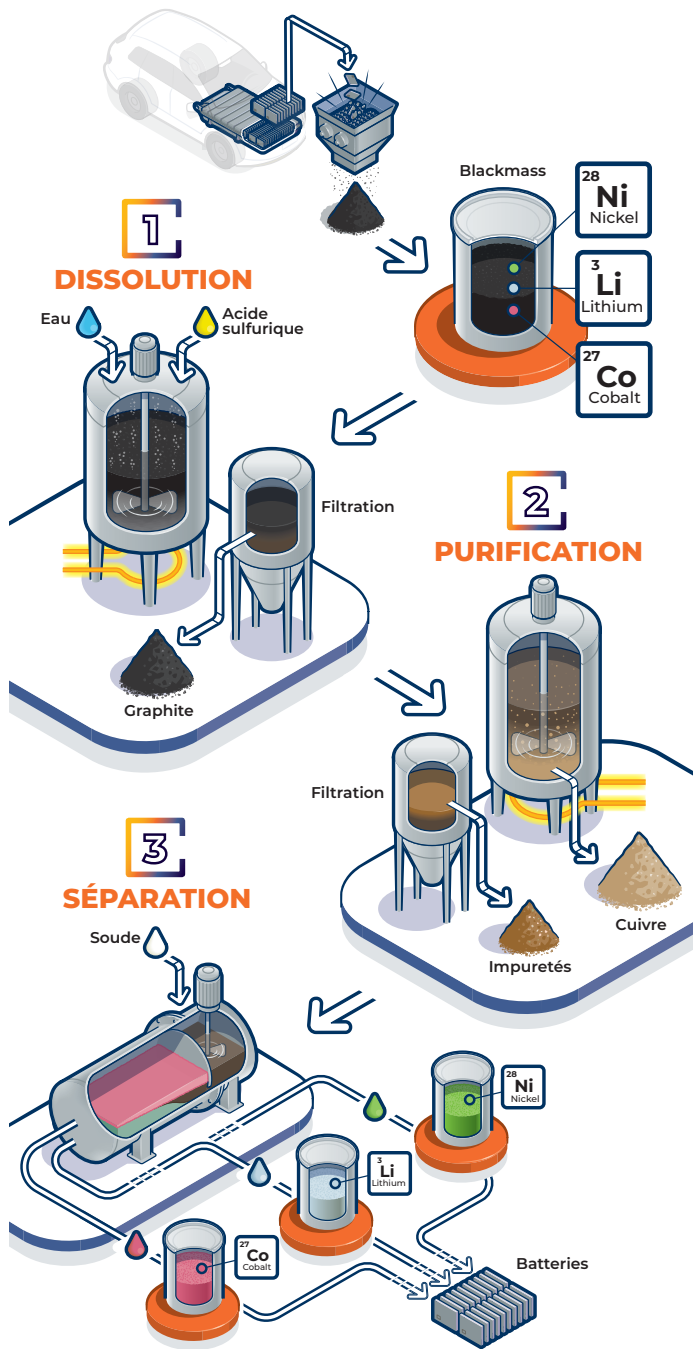 Blackmass
28
Ni
Nickel
3
Li
Lithium
27
Co
Cobalt
1
DISSOLUTION
Eau
Acide
sulfurique
Filtration
Graphite
2
PURIFICATION
Filtration
Cuivre
Impuretés
3
SÉPARATION
Soude
28
Ni
Nickel
3
Li
Lithium
27
Co
Cobalt
Batteries